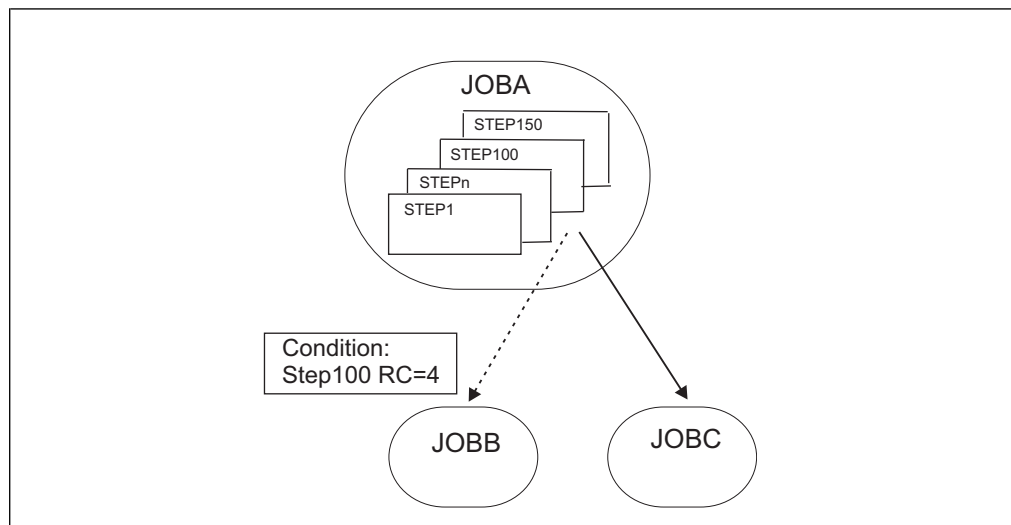 JOBA
STEP150
STEP100
STEPn
STEP1
Condition:
Step100 RC=4
JOBB
JOBC